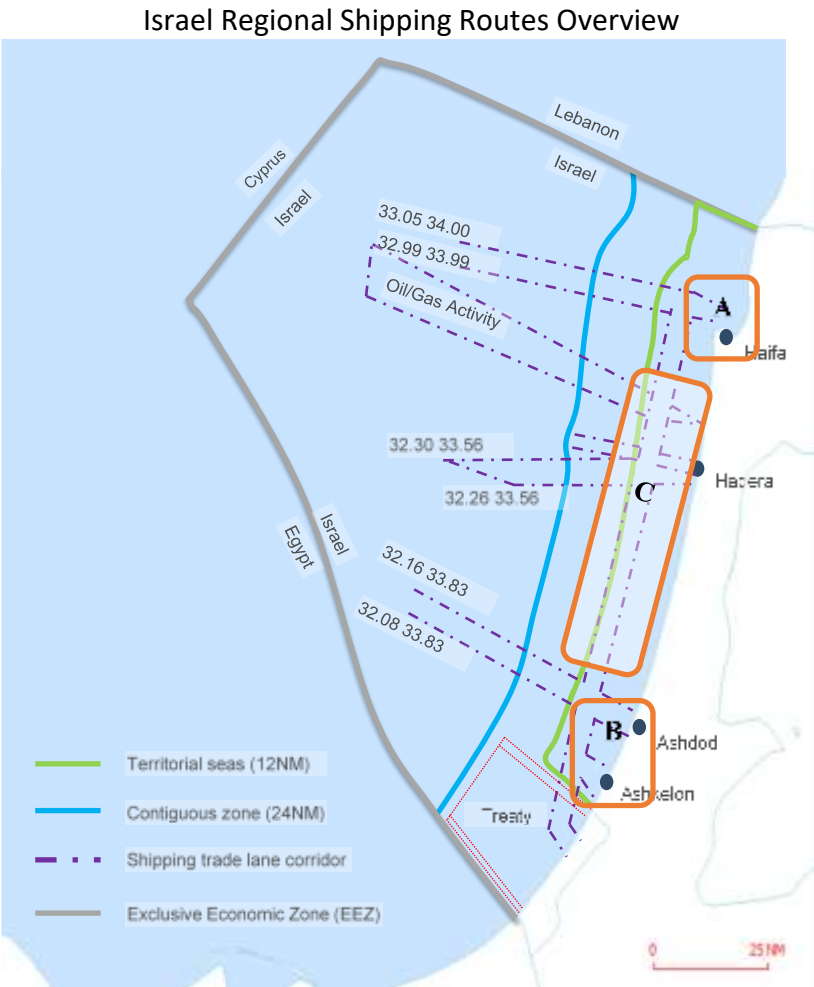 Israel Regional Shipping Routes Overview
Lebanon
Israel
Cyprus
Israel
33.05 34.00
32.99 33.99
Oil/Gas Activity
A
Haifa
32.30 33.56
32.26 33.56
C
Hadera
Israel
Egypt
32.16 33.83
32.08 33.83
B
Ashdod
Ashkelon
Treaty
Territorial seas (12NM)
Contiguous zone (24NM)
Shipping trade lane corridor
Exclusive Economic Zone (EEZ)
0 25 NM